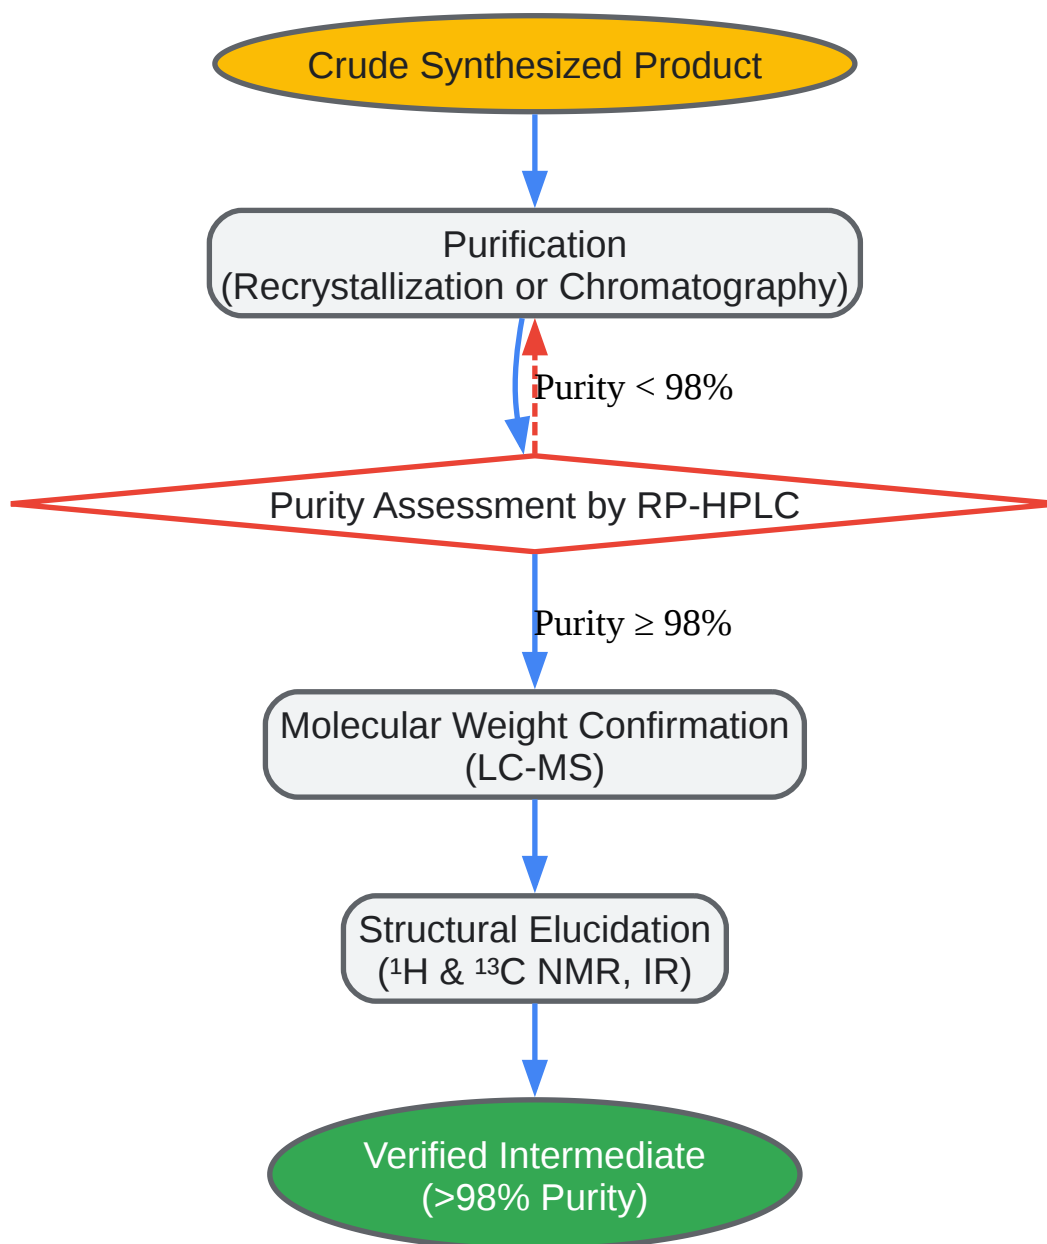 Crude Synthesized Product
Purification
(Recrystallization or Chromatography)
Purity < 98%
Purity Assessment by RP-HPLC
Purity ≥ 98%
Molecular Weight Confirmation
(LC-MS)
Structural Elucidation
(¹H & ¹³C NMR, IR)
Verified Intermediate
(>98% Purity)